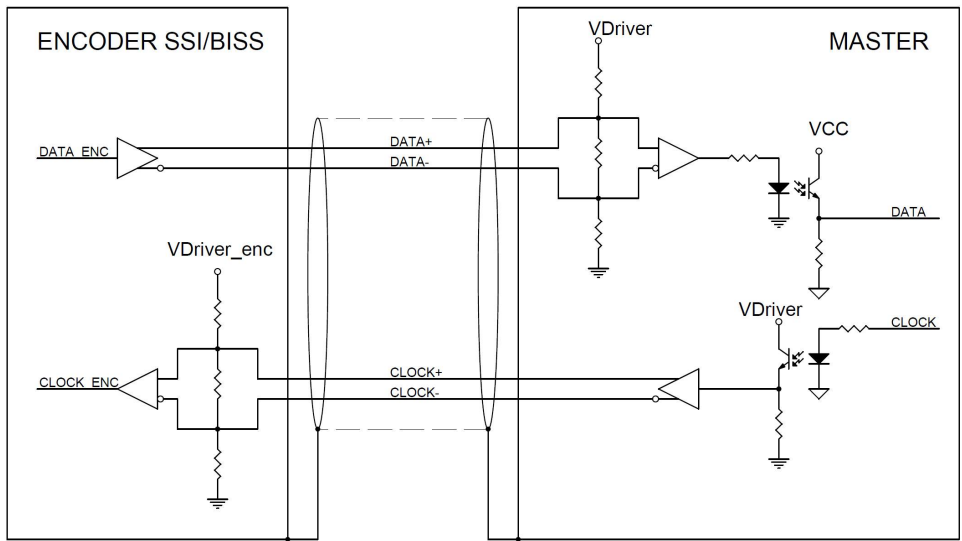 ENCODER SSI/BISS
VDriver
MASTER
VCC
DATA_ENC
DATA+
DATA-
DATA
VDriver_enc
VDriver
CLOCK
CLOCK_ENC
CLOCK+
CLOCK-